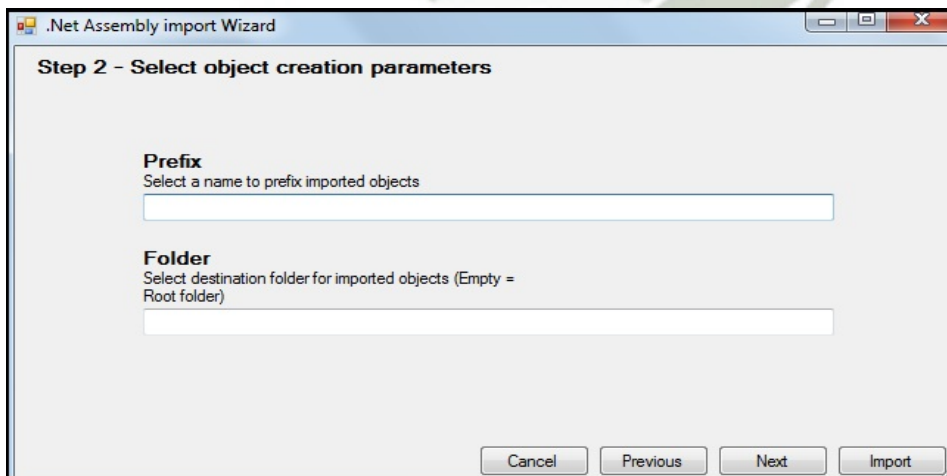 .Net Assembly import Wizard
Step 2 - Select object creation parameters
Prefix
Select a name to prefix imported objects
Folder
Select destination folder for imported objects (Empty =
Root folder)
Cancel Previous Next Import